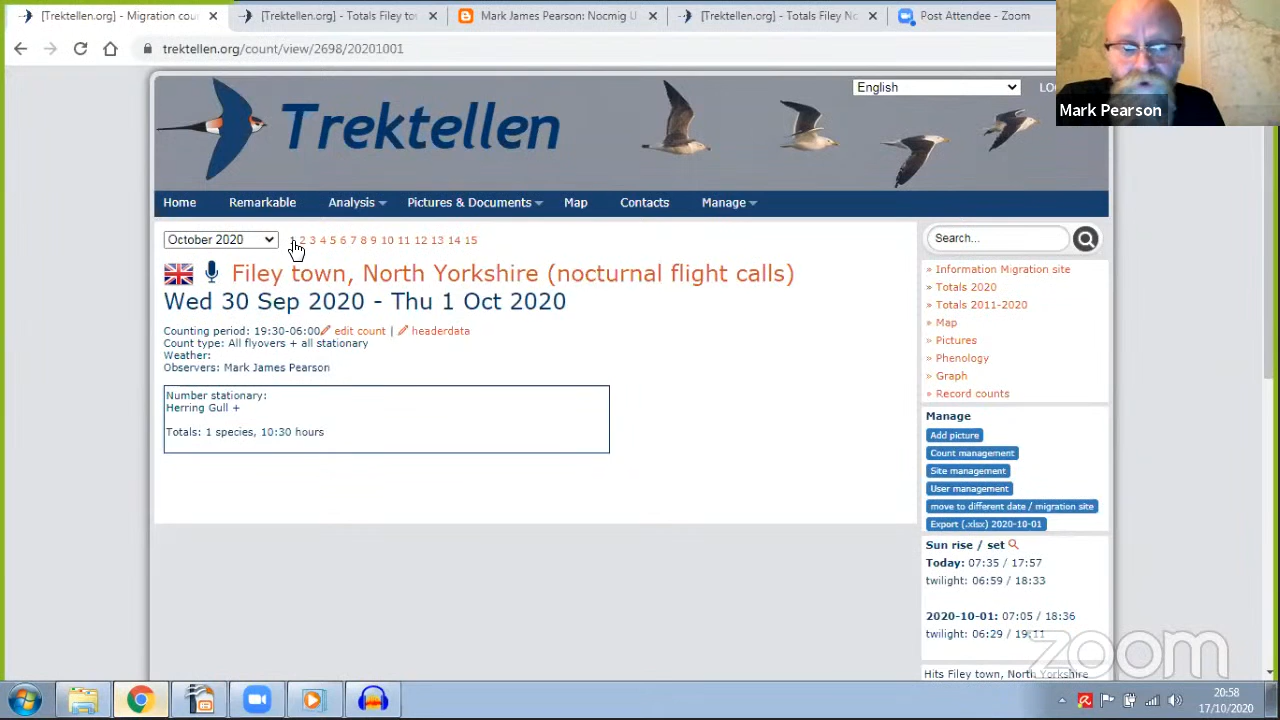 [Trektellen.org] - Migration cou
[Trektellen.org] - Totals Filey to
Mark James Pearson: Nocmig U
[Trektellen.org] - Totals Filey No
Post Attendee - Zoom
trektellen.org/count/view/2698/20201001
Mark Pearson
Trektellen
English
LO
Home Remarkable Analysis Pictures & Documents Map Contacts Manage
October 2020 1 2 3 4 5 6 7 8 9 10 11 12 13 14 15
Filey town, North Yorkshire (nocturnal flight calls)
Wed 30 Sep 2020 - Thu 1 Oct 2020
Counting period: 19:30-06:00 edit count | headerdata
Count type: All flyovers + all stationary
Weather:
Observers: Mark James Pearson
Number stationary:
Herring Gull +
Totals: 1 species, 10:30 hours
Search...
» Information Migration site
» Totals 2020
» Totals 2011-2020
» Map
» Pictures
» Phenology
» Graph
» Record counts
Manage
Add picture
Count management
Site management
User management
move to different date / migration site
Export (.xlsx) 2020-10-01
Sun rise / set
Today: 07:35 / 17:57
twilight: 06:59 / 18:33
2020-10-01: 07:05 / 18:36
twilight: 06:29 / 19:11
Hits Filey town, North Yorkshire
zoom
20:58
17/10/2020